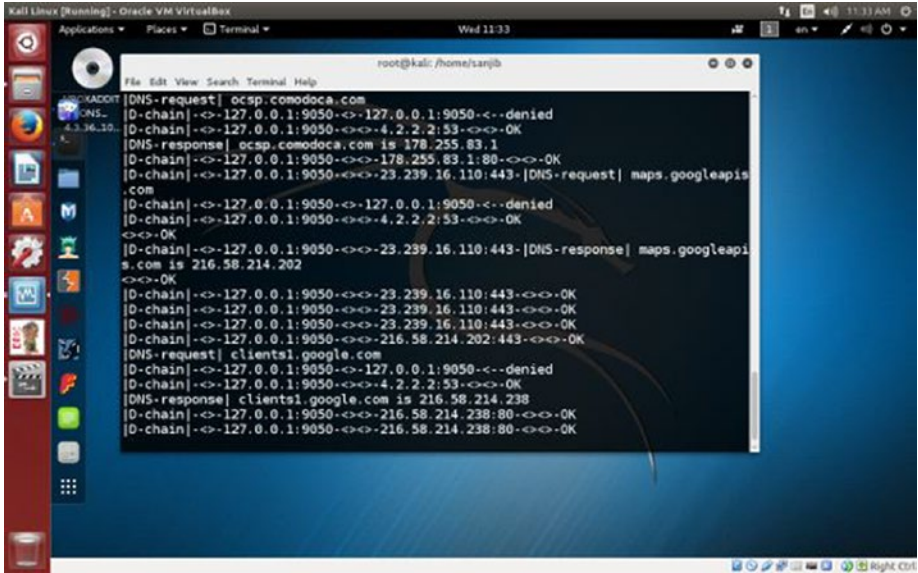 Kali Linux [Running] - Oracle VM VirtualBox
En
11:33 AM
Applications
Places
Terminal
Wed 11:33
1
en
root@kali: /home/sanjib
File Edit View Search Terminal Help
|DNS-request| ocsp.comodoca.com
|D-chain|-<>-127.0.0.1:9050-<>-127.0.0.1:9050-<--denied
|D-chain|-<>-127.0.0.1:9050-<><>-4.2.2.2:53-<><>-OK
|DNS-response| ocsp.comodoca.com is 178.255.83.1
|D-chain|-<>-127.0.0.1:9050-<><>-178.255.83.1:80-<><>-OK
|D-chain|-<>-127.0.0.1:9050-<><>-23.239.16.110:443-|DNS-request| maps.googleapis
.com
|D-chain|-<>-127.0.0.1:9050-<>-127.0.0.1:9050-<--denied
|D-chain|-<>-127.0.0.1:9050-<><>-4.2.2.2:53-<><>-OK
<><>-OK
|D-chain|-<>-127.0.0.1:9050-<><>-23.239.16.110:443-|DNS-response| maps.googleapi
s.com is 216.58.214.202
<><>-OK
|D-chain|-<>-127.0.0.1:9050-<><>-23.239.16.110:443-<><>-OK
|D-chain|-<>-127.0.0.1:9050-<><>-23.239.16.110:443-<><>-OK
|D-chain|-<>-127.0.0.1:9050-<><>-23.239.16.110:443-<><>-OK
|D-chain|-<>-127.0.0.1:9050-<><>-216.58.214.202:443-<><>-OK
|DNS-request| clients1.google.com
|D-chain|-<>-127.0.0.1:9050-<>-127.0.0.1:9050-<--denied
|D-chain|-<>-127.0.0.1:9050-<><>-4.2.2.2:53-<><>-OK
|DNS-response| clients1.google.com is 216.58.214.238
|D-chain|-<>-127.0.0.1:9050-<><>-216.58.214.238:80-<><>-OK
|D-chain|-<>-127.0.0.1:9050-<><>-216.58.214.238:80-<><>-OK
Right Ctrl